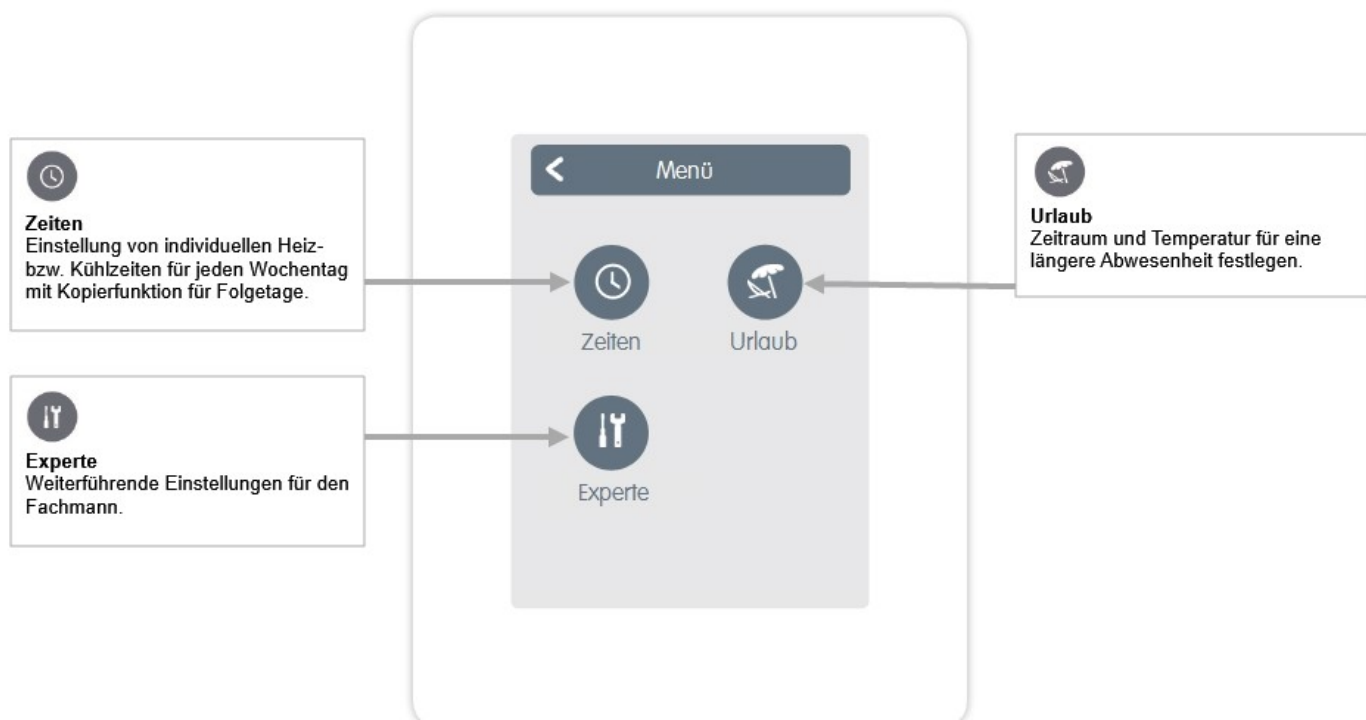 Zeiten
Einstellung von individuellen Heiz-
bzw. Kühlzeiten für jeden Wochentag
mit Kopierfunktion für Folgetage.
Experte
Weiterführende Einstellungen für den
Fachmann.
Menü
Zeiten
Urlaub
Experte
Urlaub
Zeitraum und Temperatur für eine
längere Abwesenheit festlegen.